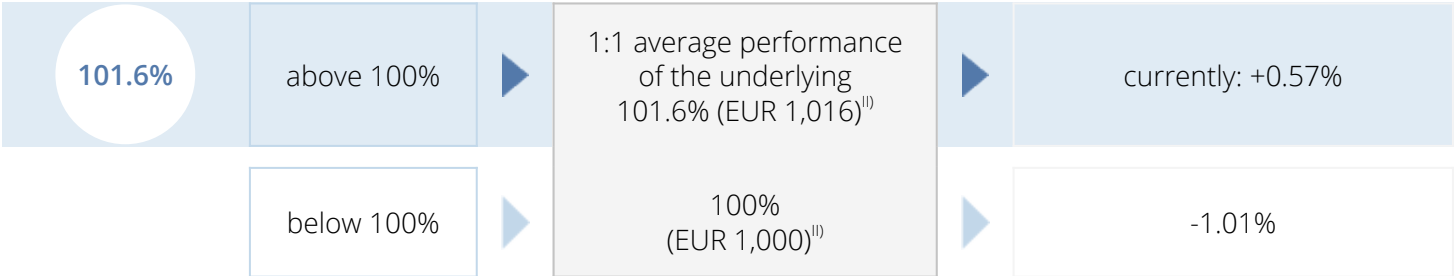 101.6%
above 100%
1:1 average performance
of the underlying
101.6% (EUR 1,016)II)
currently: +0.57%
below 100%
100%
(EUR 1,000)II)
-1.01%